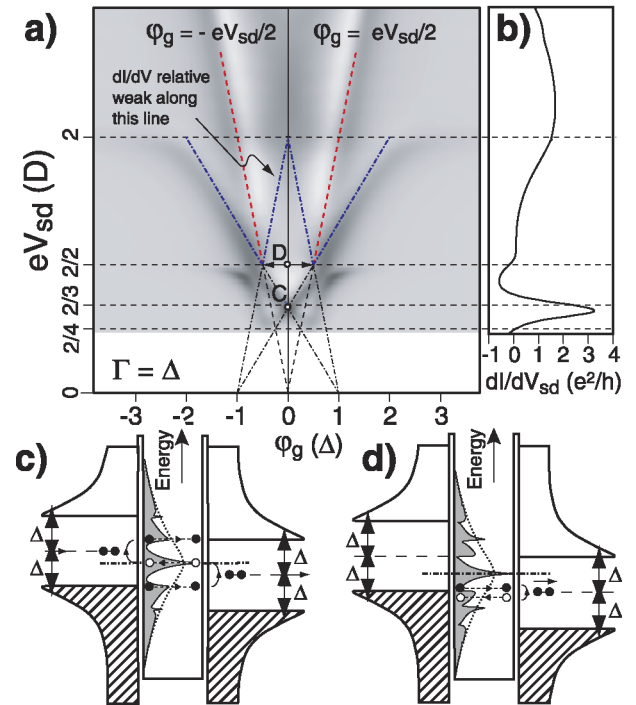 a)
φg = - eVsd/2
φg = eVsd/2
b)
dI/dV relative
weak along
this line
eVsd (D)
2
2/2
2/3
2/4
0
D
C
Γ = Δ
-3 -2 -1 0 1 2 3
φg (Δ)
-1 0 1 2 3 4
dI/dVsd (e²/h)
c)
Energy
Δ
Δ
Δ
Δ
d)
Energy
Δ
Δ
Δ
Δ